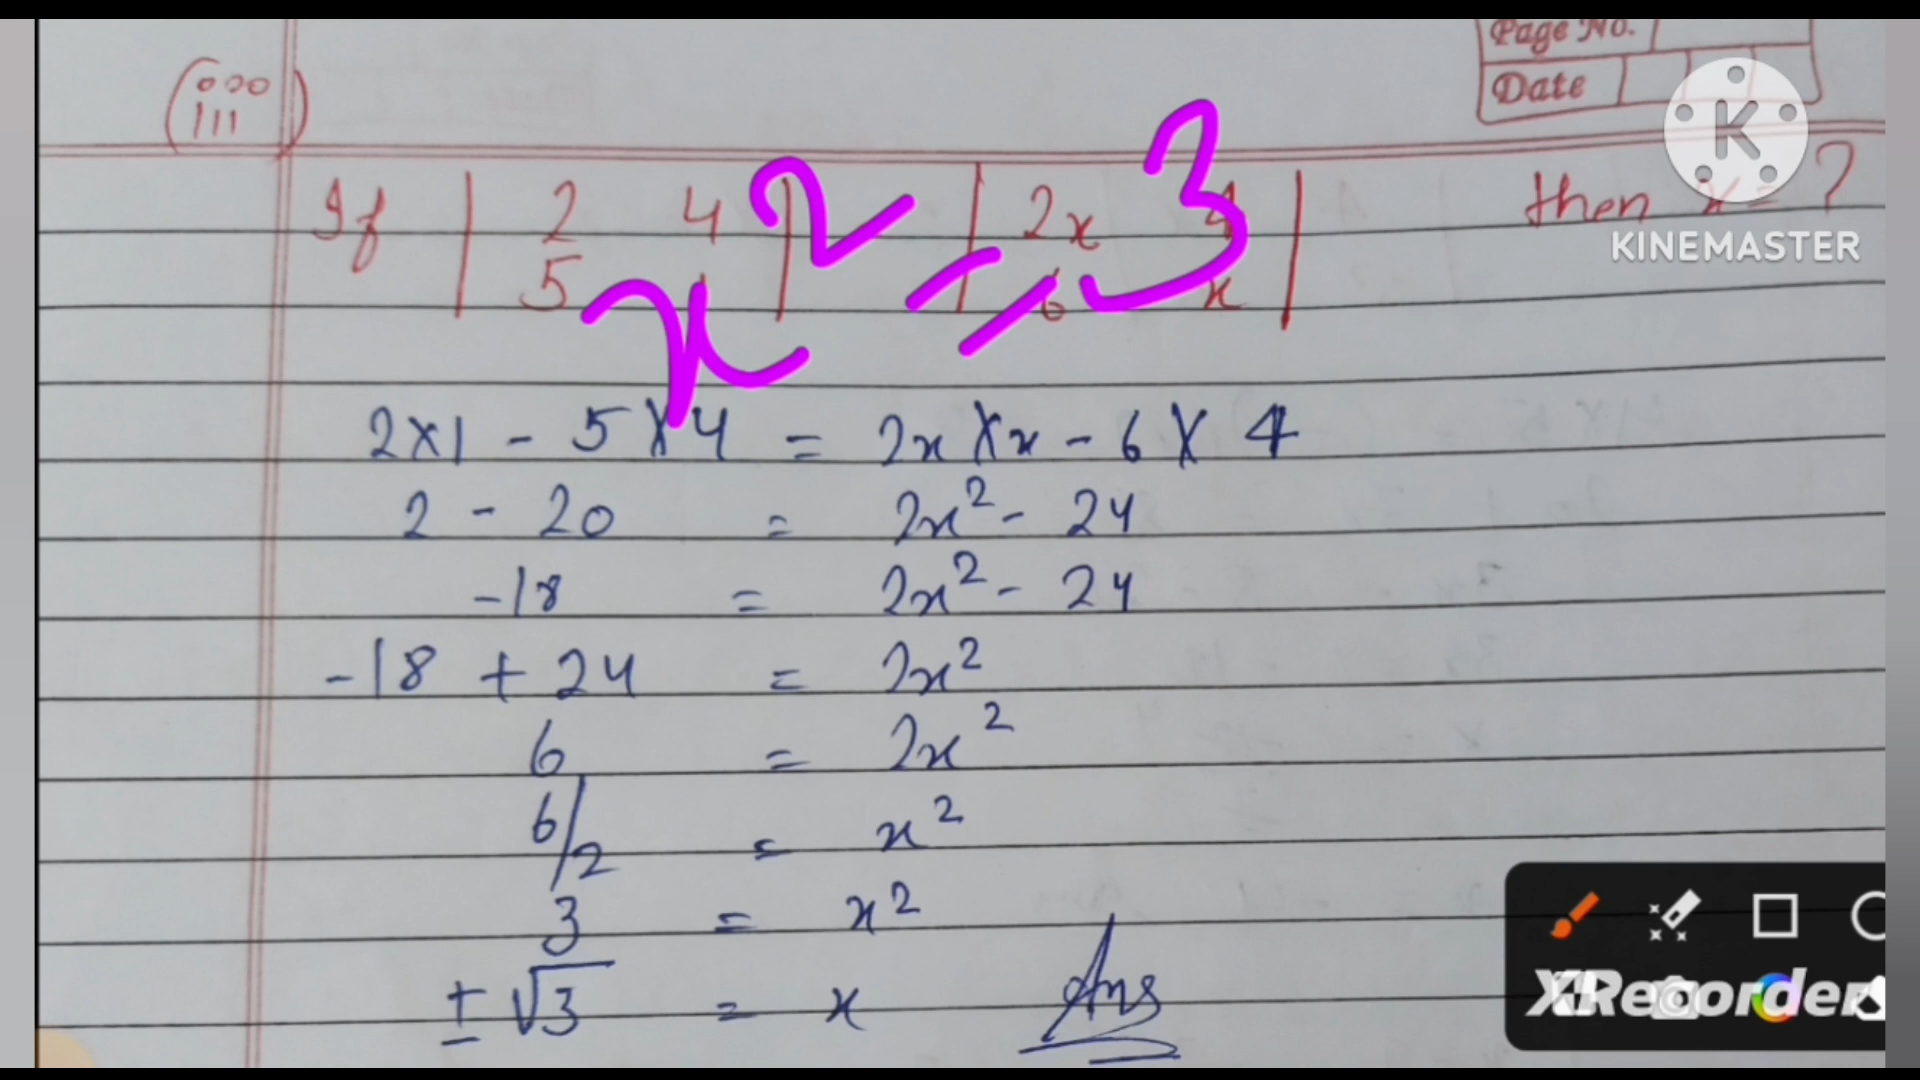 Page No.
Date
If | 2 4 | = | 2x 4 | then x = ?
| 5 | | 6 x |
x² = 3
KINEMASTER
2×1 - 5×4 = 2x×x - 6×4
2 - 20 = 2x² - 24
-18 = 2x² - 24
-18 + 24 = 2x²
6 = 2x²
6/2 = x²
3 = x²
± √3 = x Ans
XRecorder